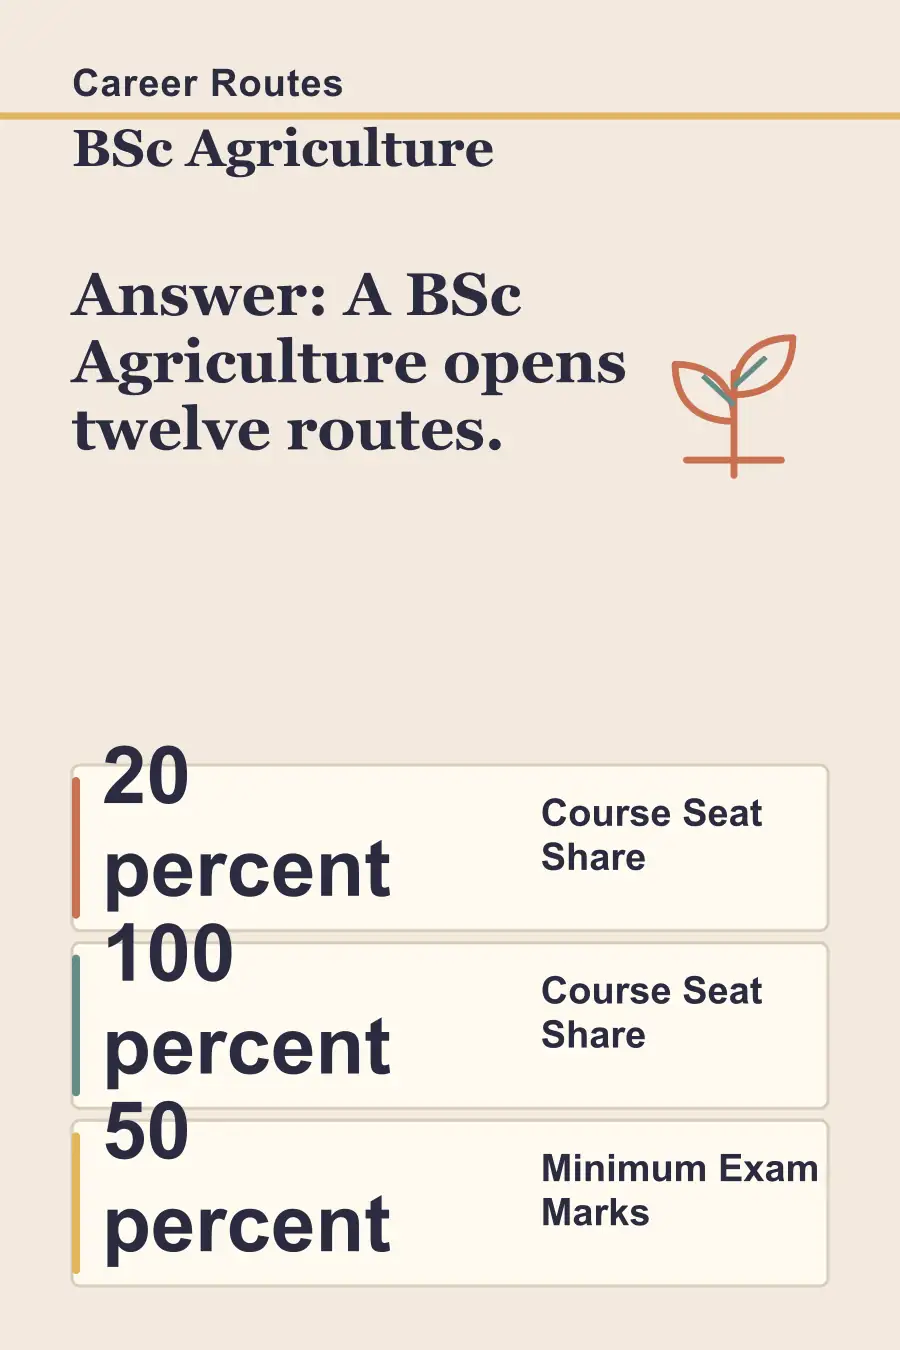 Career Routes
BSc Agriculture
Answer: A BSc
Agriculture opens
twelve routes.
20
percent
Course Seat
Share
100
percent
Course Seat
Share
50
percent
Minimum Exam
Marks